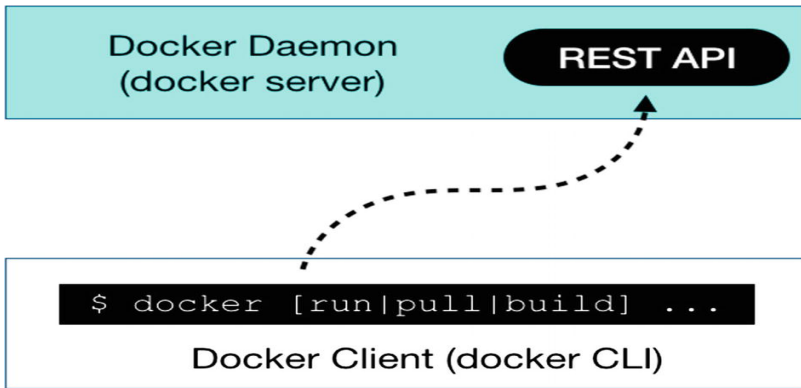 Docker Daemon
(docker server)
REST API
$ docker [run|pull|build] ...
Docker Client (docker CLI)